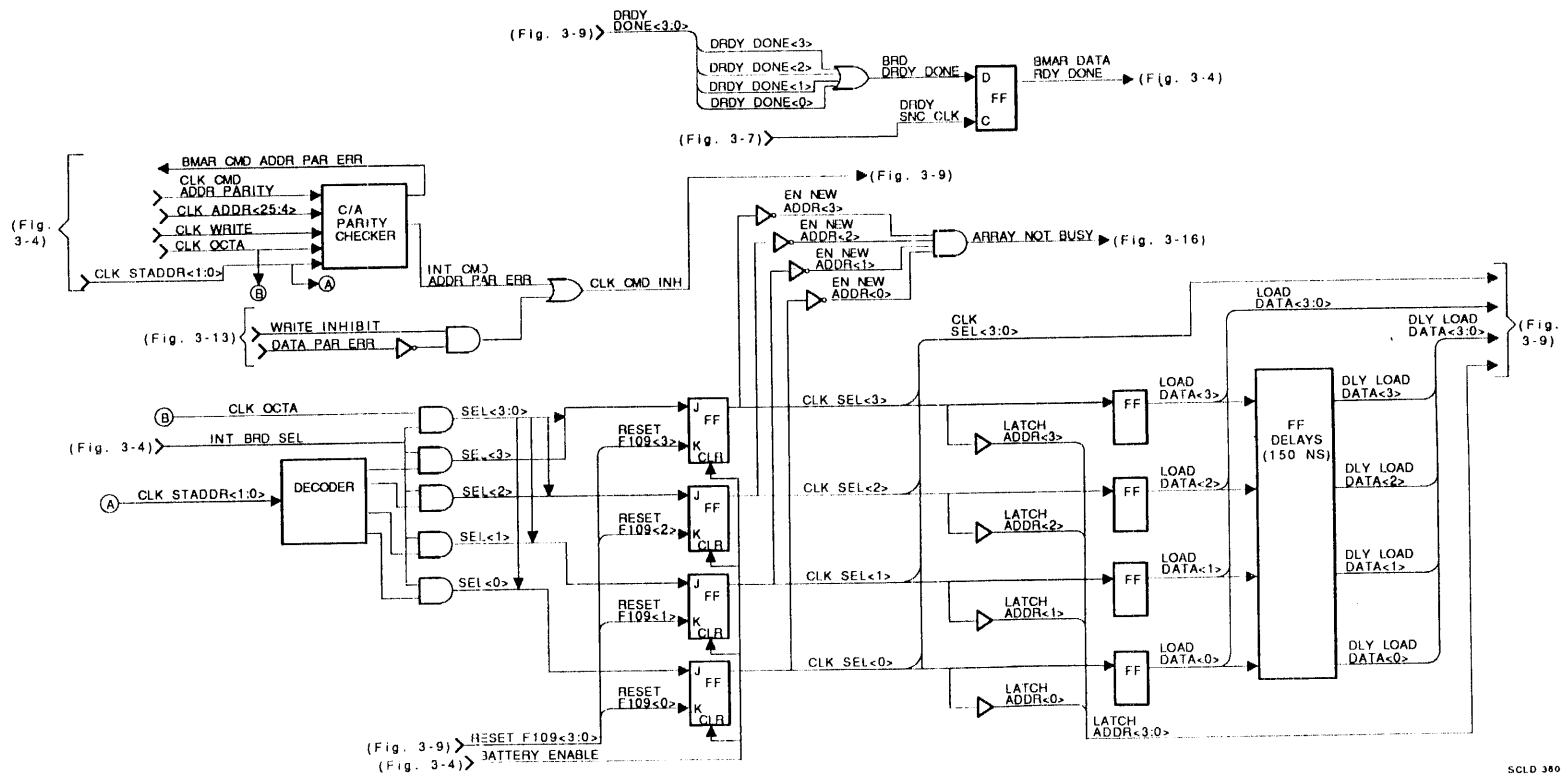 DRDY
DONE<3:0>
(Fig. 3-9)
DRDY DONE<3>
DRDY DONE<2>
DRDY DONE<1>
DRDY DONE<0>
BRD
DRDY DONE
D
FF
C
BMAR DATA
RDY DONE
(Fig. 3-4)
DRDY
SNC CLK
(Fig. 3-7)
BMAR CMD ADDR PAR ERR
CLK CMD
ADDR PARITY
CLK ADDR<25:4>
CLK WRITE
CLK OCTA
CLK STADDR<1:0>
(Fig.
3-4)
C/A
PARITY
CHECKER
B
A
INT CMD
ADDR PAR ERR
CLK CMD INH
(Fig. 3-9)
(Fig. 3-13)
WRITE INHIBIT
DATA PAR ERR
EN NEW
ADDR<3>
EN NEW
ADDR<2>
EN NEW
ADDR<1>
EN NEW
ADDR<0>
ARRAY NOT BUSY
(Fig. 3-16)
CLK
SEL<3:0>
LOAD
DATA<3:0>
DLY LOAD
DATA<3:0>
(Fig.
3-9)
B
CLK OCTA
(Fig. 3-4)
INT BRD SEL
A
CLK STADDR<1:0>
DECODER
SEL<3:0>
SEL<3>
SEL<2>
SEL<1>
SEL<0>
RESET
F109<3>
J
FF
K
CLR
RESET
F109<2>
J
FF
K
CLR
RESET
F109<1>
J
FF
K
CLR
RESET
F109<0>
J
FF
K
CLR
CLK SEL<3>
LATCH
ADDR<3>
CLK SEL<2>
LATCH
ADDR<2>
CLK SEL<1>
LATCH
ADDR<1>
CLK SEL<0>
LATCH
ADDR<0>
FF
FF
FF
FF
LOAD
DATA<3>
LOAD
DATA<2>
LOAD
DATA<1>
LOAD
DATA<0>
FF
DELAYS
(150 NS)
DLY LOAD
DATA<3>
DLY LOAD
DATA<2>
DLY LOAD
DATA<1>
DLY LOAD
DATA<0>
LATCH
ADDR<3:0>
(Fig. 3-9)
RESET F109<3:0>
(Fig. 3-4)
BATTERY ENABLE
SCLD 380